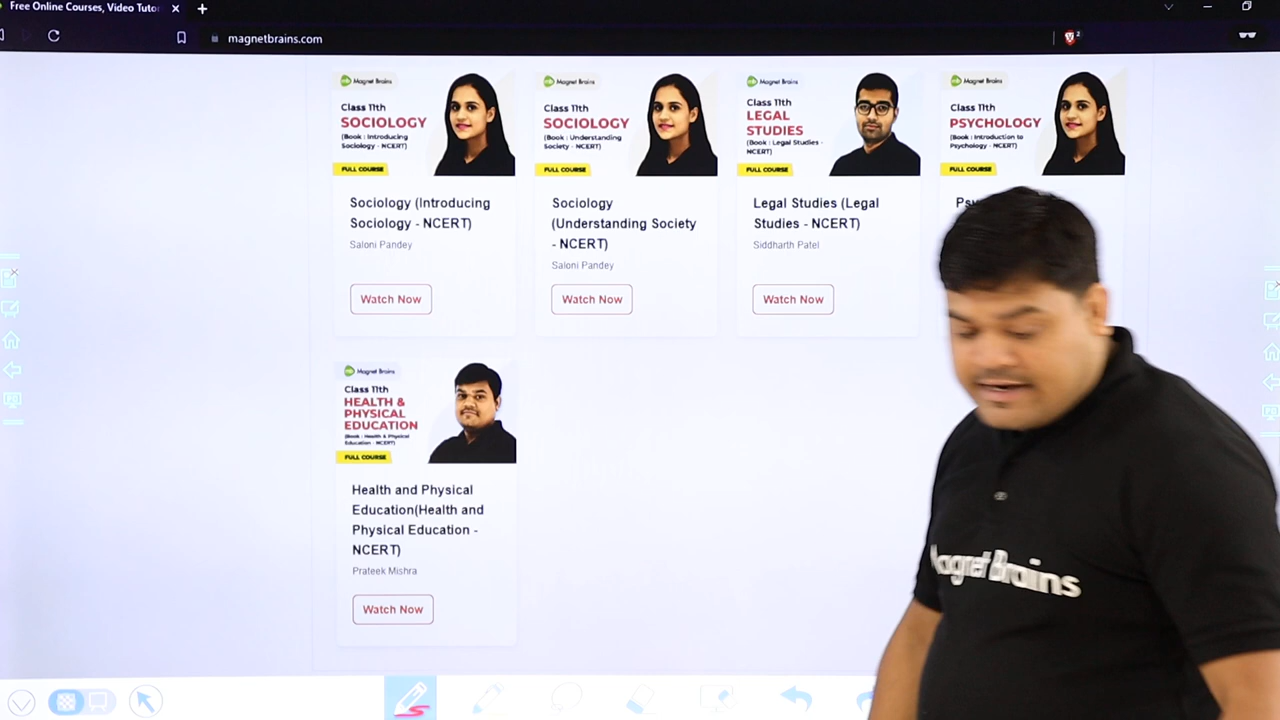 Free Online Courses, Video Tutor
magnetbrains.com
2
Magnet Brains
Class 11th
SOCIOLOGY
(Book : Introducing
Sociology - NCERT)
FULL COURSE
Sociology (Introducing
Sociology - NCERT)
Saloni Pandey
Watch Now
Magnet Brains
Class 11th
SOCIOLOGY
(Book : Understanding
Society - NCERT)
FULL COURSE
Sociology
(Understanding Society
- NCERT)
Saloni Pandey
Watch Now
Magnet Brains
Class 11th
LEGAL
STUDIES
(Book : Legal Studies -
NCERT)
FULL COURSE
Legal Studies (Legal
Studies - NCERT)
Siddharth Patel
Watch Now
Magnet Brains
Class 11th
PSYCHOLOGY
(Book : Introduction to
Psychology - NCERT)
FULL COURSE
Magnet Brains
Class 11th
HEALTH &
PHYSICAL
EDUCATION
(Book : Health & Physical
Education - NCERT)
FULL COURSE
Health and Physical
Education(Health and
Physical Education -
NCERT)
Prateek Mishra
Watch Now
Magnet Brains